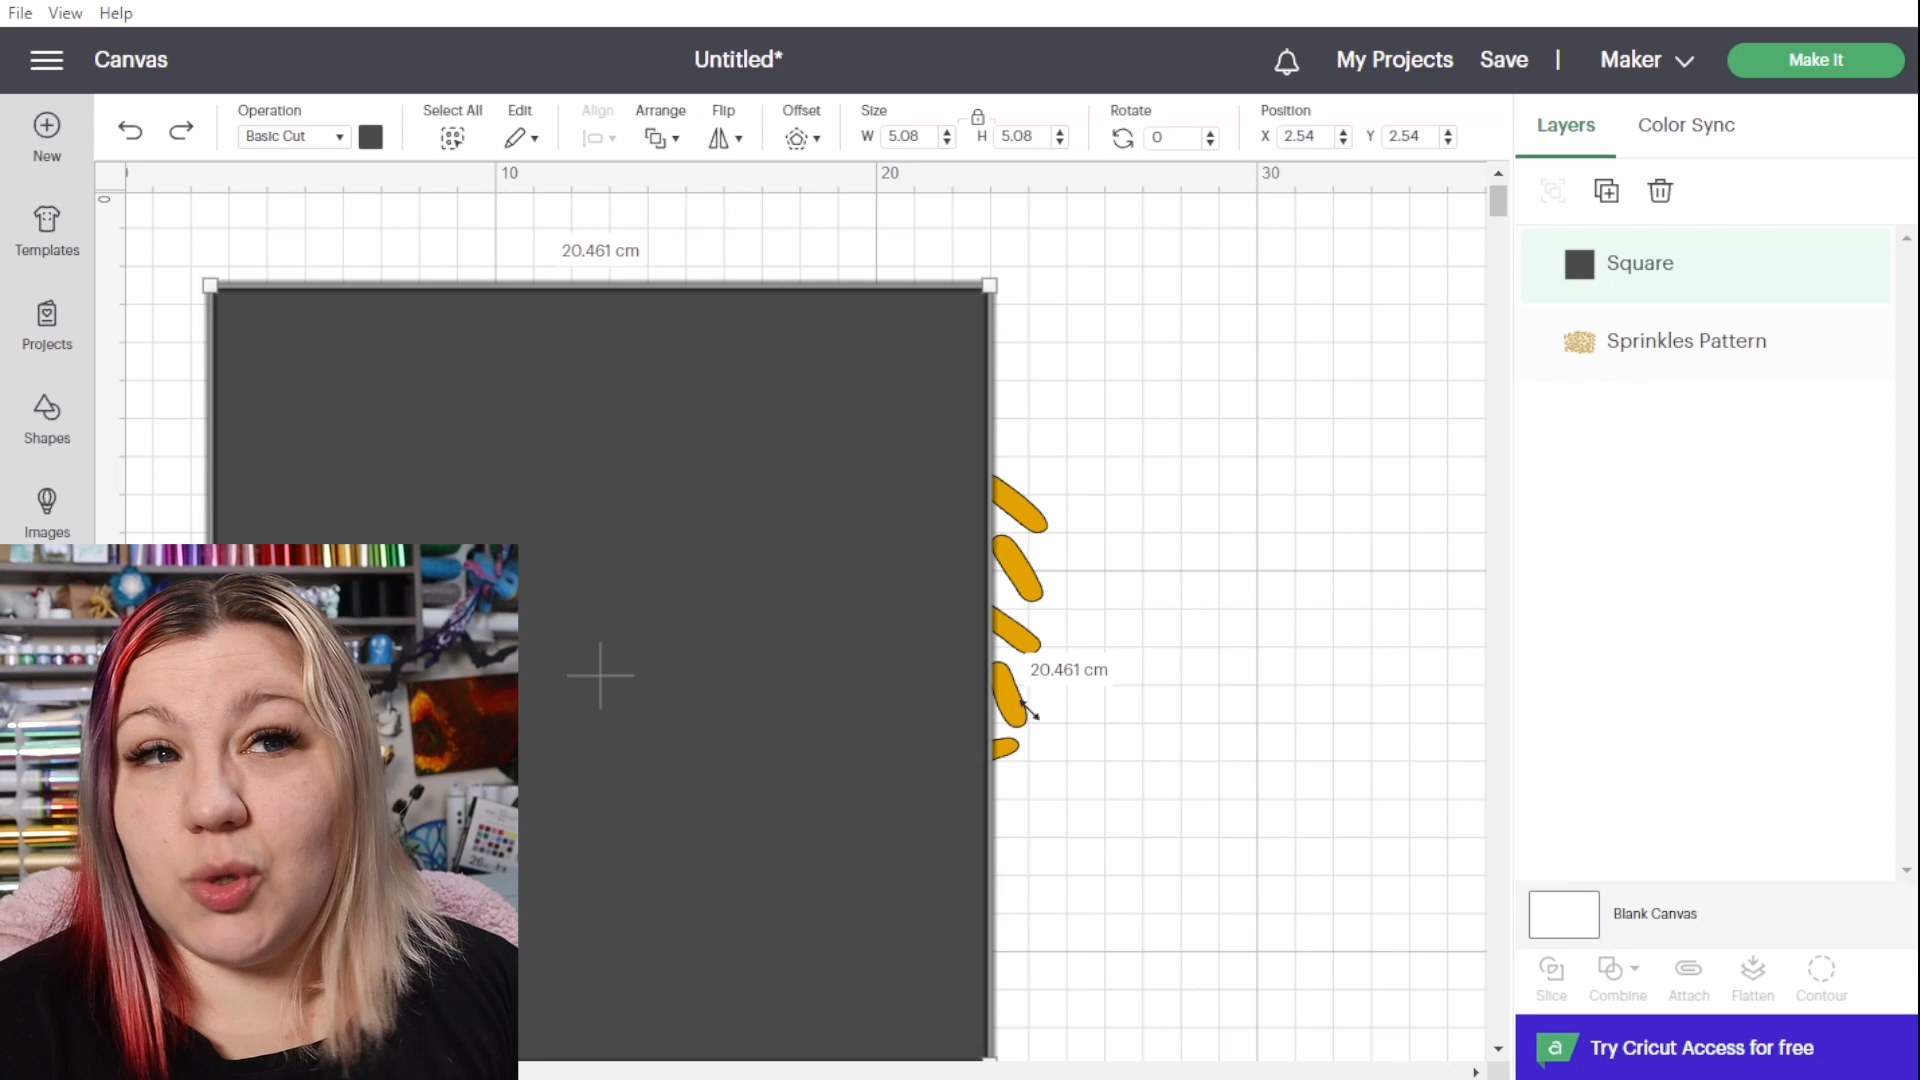 File View Help
Canvas
Untitled*
My Projects
Save
|
Maker
Make It
New
Templates
Projects
Shapes
Images
Operation
Basic Cut
Select All
Edit
Align
Arrange
Flip
Offset
Size
W 5.08
H 5.08
Rotate
0
Position
X 2.54
Y 2.54
10
20
30
0
20.461 cm
20.461 cm
Layers
Color Sync
Square
Sprinkles Pattern
Blank Canvas
Slice
Combine
Attach
Flatten
Contour
a
Try Cricut Access for free